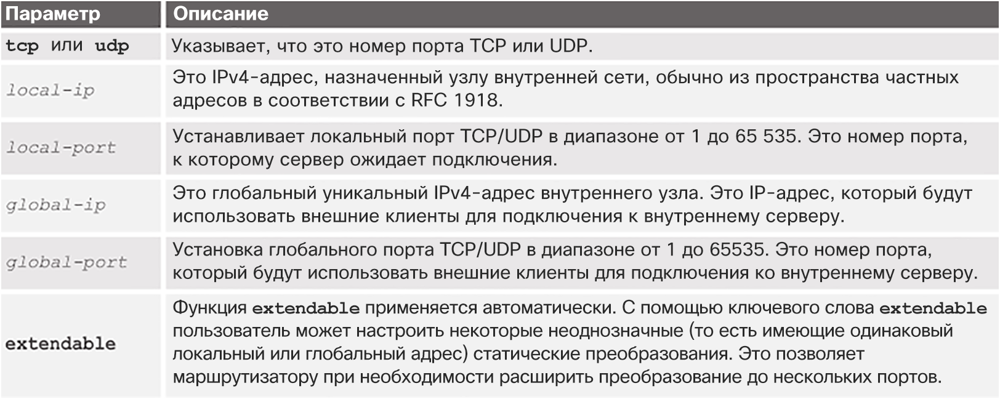 Параметр Описание
tcp или udp Указывает, что это номер порта TCP или UDP.
local-ip
Это IPv4-адрес, назначенный узлу внутренней сети, обычно из пространства частных
адресов в соответствии с RFC 1918.
local-port
Устанавливает локальный порт TCP/UDP в диапазоне от 1 до 65 535. Это номер порта,
к которому сервер ожидает подключения.
global-ip
Это глобальный уникальный IPv4-адрес внутреннего узла. Это IP-адрес, который будут
использовать внешние клиенты для подключения к внутреннему серверу.
global-port
Установка глобального порта TCP/UDP в диапазоне от 1 до 65535. Это номер порта,
который будут использовать внешние клиенты для подключения ко внутреннему серверу.
extendable
Функция extendable применяется автоматически. С помощью ключевого слова extendable
пользователь может настроить некоторые неоднозначные (то есть имеющие одинаковый
локальный или глобальный адрес) статические преобразования. Это позволяет
маршрутизатору при необходимости расширить преобразование до нескольких портов.